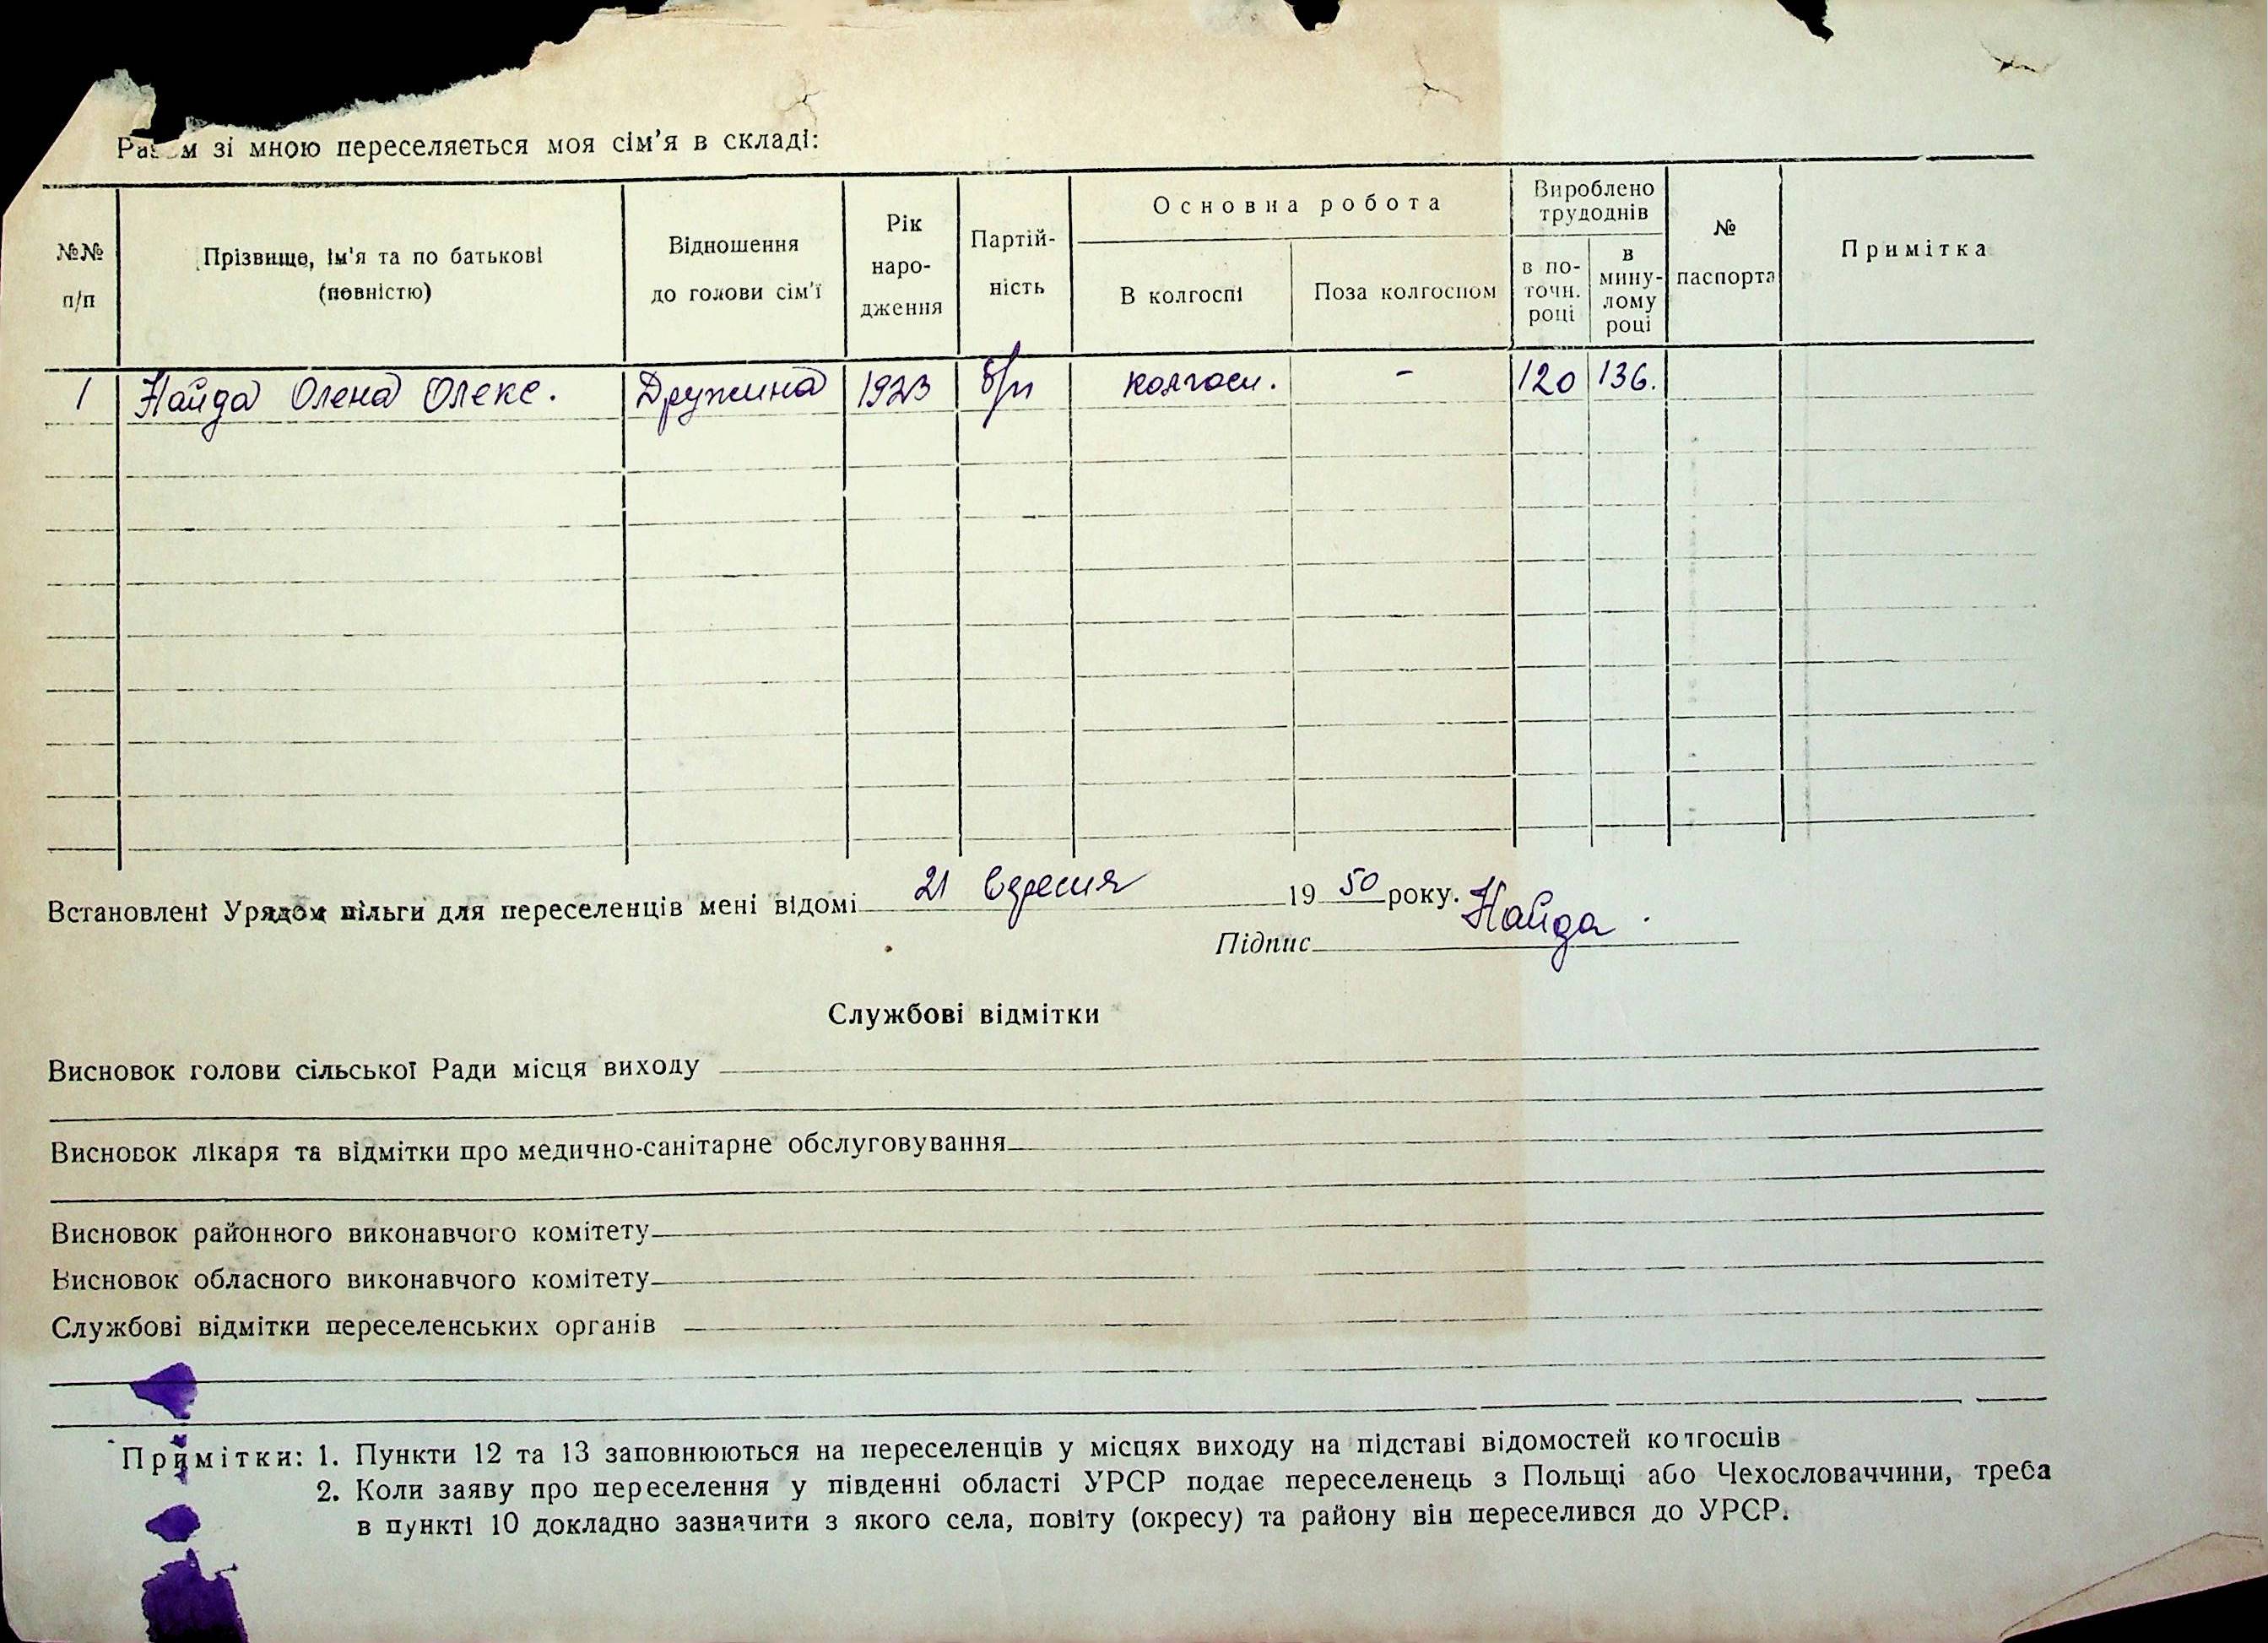 Разом зі мною переселяється моя сім'я в складі:
№№ п/п
Прізвище, ім'я та по батькові (повністю)
Відношення до голови сім'ї
Рік народження
Партійність
Основна робота
В колгоспі
Поза колгоспом
Вироблено трудоднів
в поточн. році
в минулому році
№ паспорта
Примітка
1 Найда Олена Олекс. Дружина 1923 б/п колгосп. - 120 136.
Встановлені Урядом пільги для переселенців мені відомі 21 вересня 1950 року.
Підпис Найда
Службові відмітки
Висновок голови сільської Ради місця виходу
Висновок лікаря та відмітки про медично-санітарне обслуговування
Висновок районного виконавчого комітету
Висновок обласного виконавчого комітету
Службові відмітки переселенських органів
Примітки: 1. Пункти 12 та 13 заповнюються на переселенців у місцях виходу на підставі відомостей колгоспів
2. Коли заяву про переселення у південні області УРСР подає переселенець з Польщі або Чехословаччини, треба
в пункті 10 докладно зазначити з якого села, повіту (окресу) та району він переселився до УРСР.